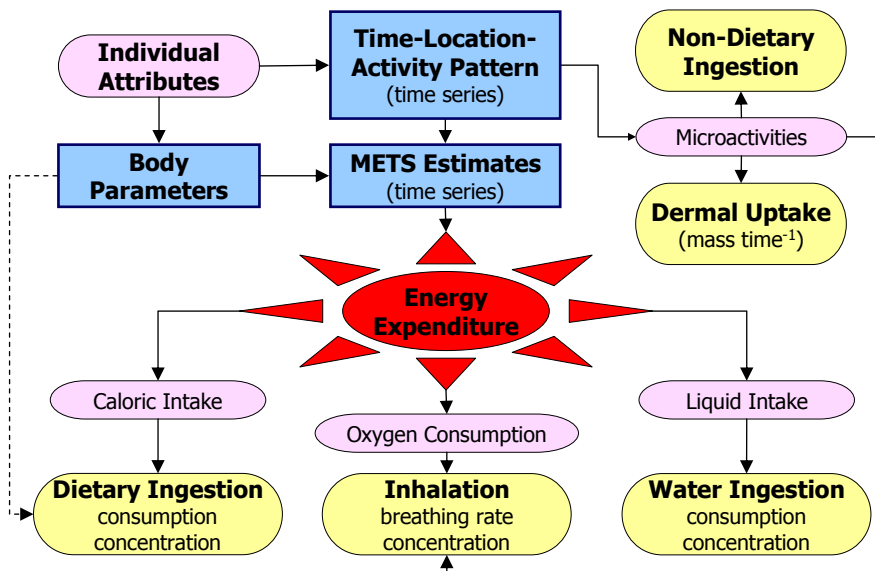 Individual
Attributes
Time-Location-
Activity Pattern
(time series)
Non-Dietary
Ingestion
Microactivities
Body
Parameters
METS Estimates
(time series)
Dermal Uptake
(mass time⁻¹)
Energy
Expenditure
Caloric Intake
Oxygen Consumption
Liquid Intake
Dietary Ingestion
consumption
concentration
Inhalation
breathing rate
concentration
Water Ingestion
consumption
concentration